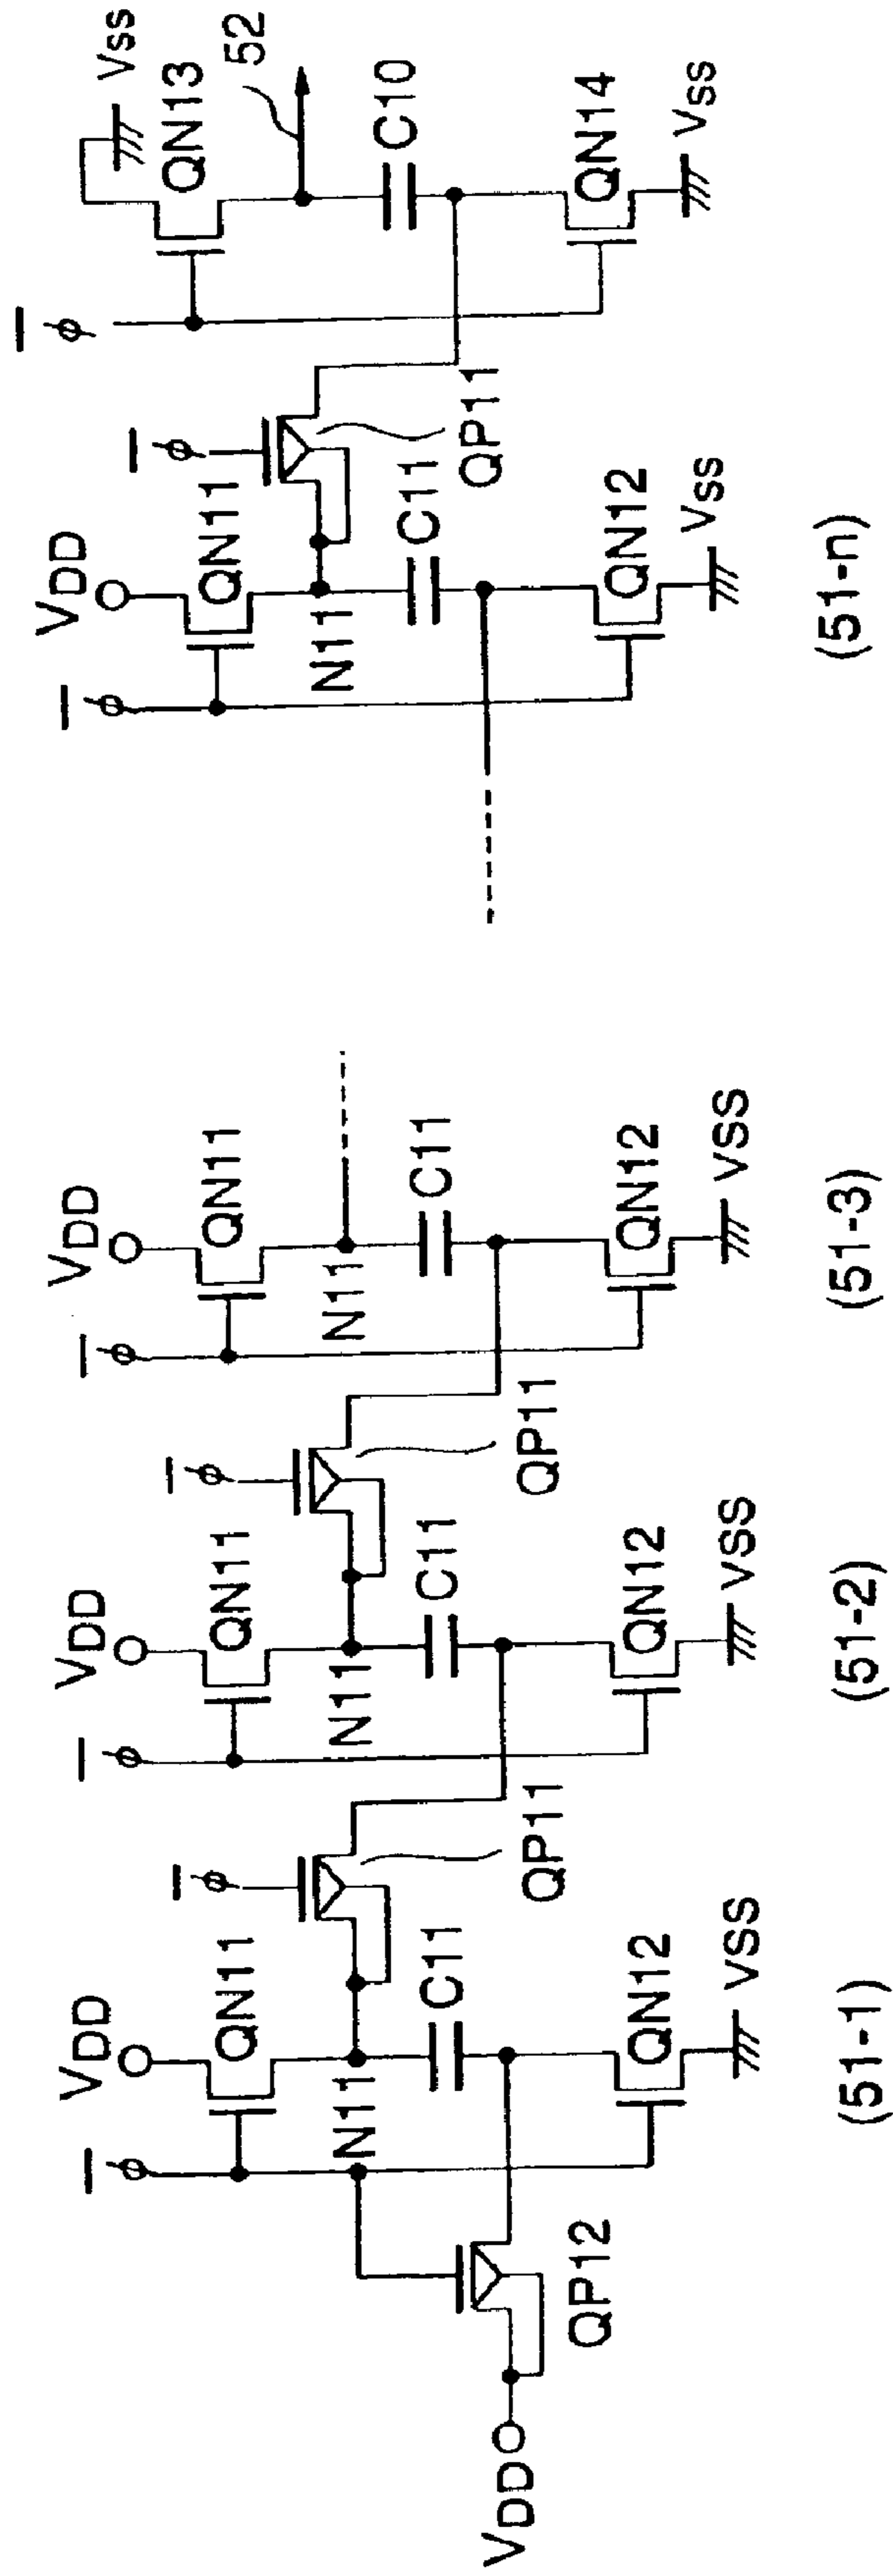 VDD
QP12
φ̅
VDD
QN11
N11
C11
QN12
VSS
(51-1)
φ̅
QP11
φ̅
VDD
QN11
N11
C11
QN12
VSS
(51-2)
φ̅
QP11
φ̅
VDD
QN11
N11
C11
QN12
VSS
(51-3)
φ̅
VDD
QN11
N11
C11
QN12
VSS
(51-n)
φ̅
QP11
φ̅
VSS
QN13
52
C10
QN14
VSS